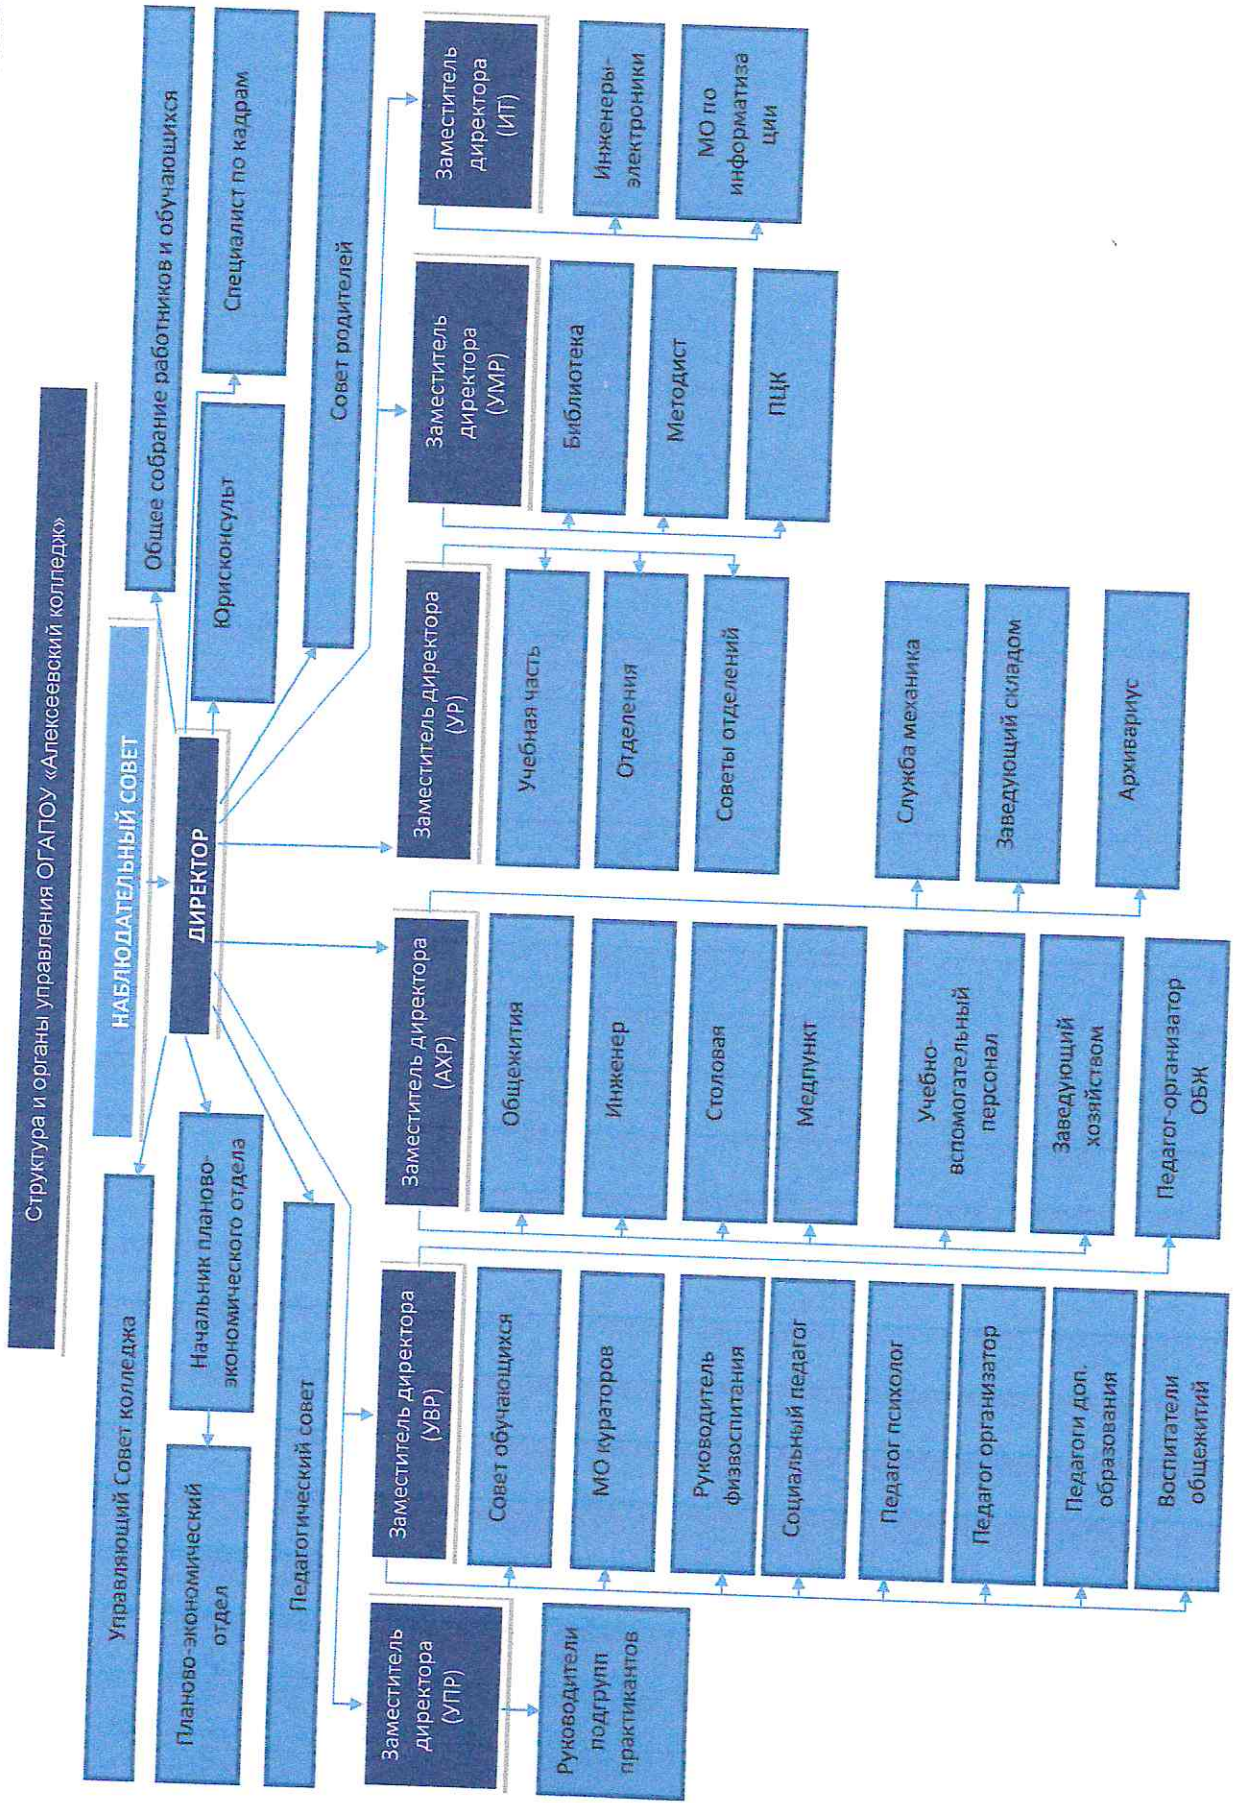 Структура и органы управления ОГАПОУ «Алексеевский колледж»
НАБЛЮДАТЕЛЬНЫЙ СОВЕТ
Управляющий Совет колледжа
Общее собрание работников и обучающихся
ДИРЕКТОР
Планово-экономический
отдел
Начальник планово-
экономического отдела
Юрисконсульт
Специалист по кадрам
Педагогический совет
Совет родителей
Заместитель
директора
(УПР)
Руководители
подгрупп
практикантов
Заместитель директора
(УВР)
Совет обучающихся
МО кураторов
Руководитель
физвоспитания
Социальный педагог
Педагог психолог
Педагог организатор
Педагоги доп.
образования
Воспитатели
общежитий
Педагог-организатор
ОБЖ
Заместитель директора
(АХР)
Общежития
Инженер
Столовая
Медпункт
Учебно-
вспомогательный
персонал
Заведующий
хозяйством
Служба механика
Заведующий складом
Архивариус
Заместитель директора
(УР)
Учебная часть
Отделения
Советы отделений
Заместитель
директора
(УМР)
Библиотека
Методист
ПЦК
Заместитель
директора
(ИТ)
Инженеры-
электроники
МО по
информатиза
ции